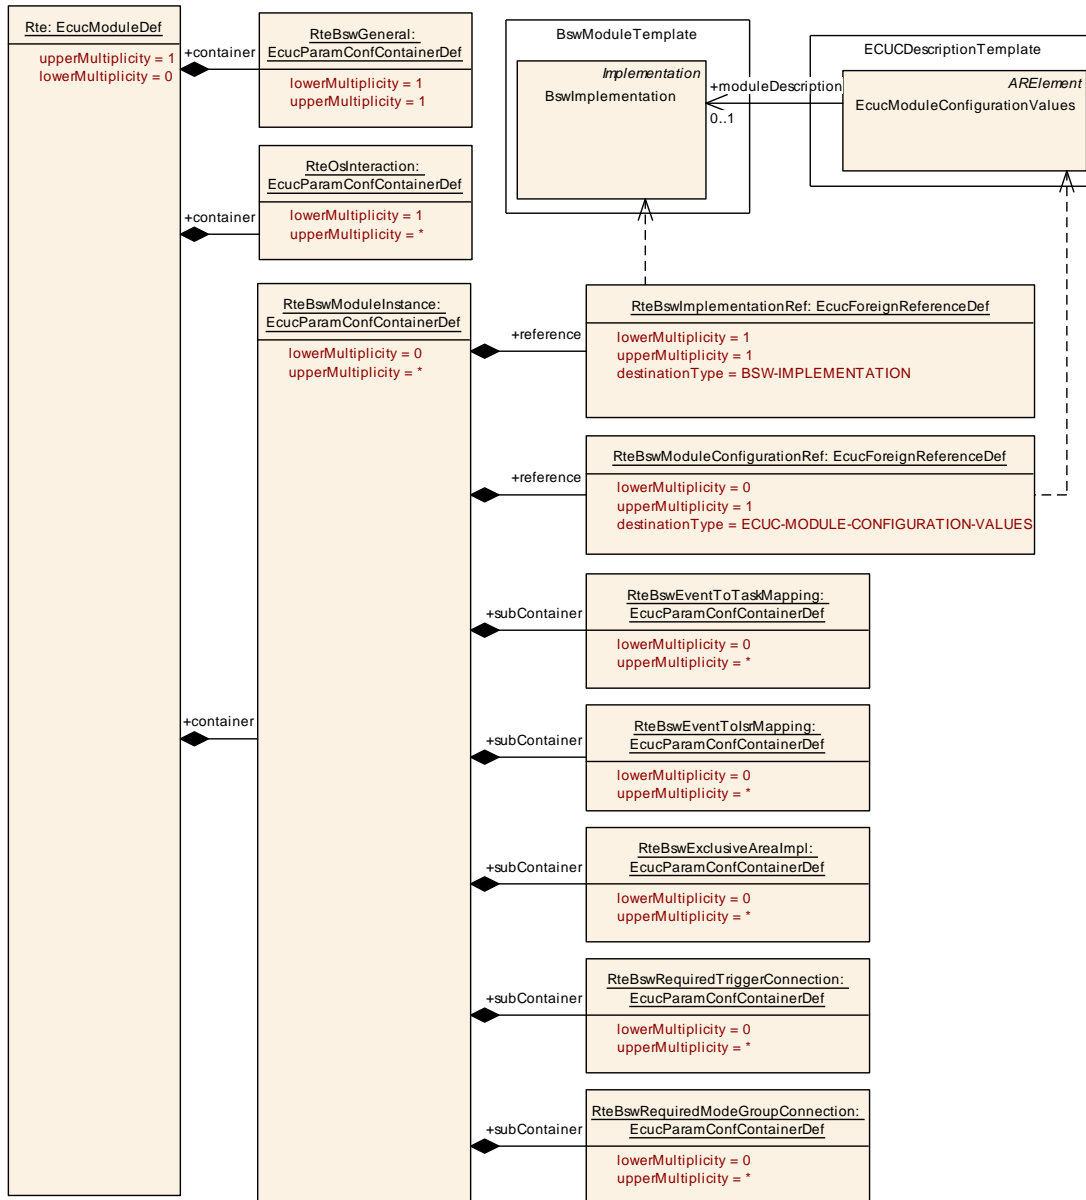 Rte: EcucModuleDef
upperMultiplicity = 1
lowerMultiplicity = 0
+container
RteBswGeneral:
EcucParamConfContainerDef
lowerMultiplicity = 1
upperMultiplicity = 1
BswModuleTemplate
Implementation
BswImplementation
+moduleDescription
0..1
ECUCDescriptionTemplate
ARElement
EcucModuleConfigurationValues
+container
RteOsInteraction:
EcucParamConfContainerDef
lowerMultiplicity = 1
upperMultiplicity = *
+container
RteBswModuleInstance:
EcucParamConfContainerDef
lowerMultiplicity = 0
upperMultiplicity = *
+reference
RteBswImplementationRef: EcucForeignReferenceDef
lowerMultiplicity = 1
upperMultiplicity = 1
destinationType = BSW-IMPLEMENTATION
+reference
RteBswModuleConfigurationRef: EcucForeignReferenceDef
lowerMultiplicity = 0
upperMultiplicity = 1
destinationType = ECUC-MODULE-CONFIGURATION-VALUES
+subContainer
RteBswEventToTaskMapping:
EcucParamConfContainerDef
lowerMultiplicity = 0
upperMultiplicity = *
+subContainer
RteBswEventToIsrMapping:
EcucParamConfContainerDef
lowerMultiplicity = 0
upperMultiplicity = *
+subContainer
RteBswExclusiveAreaImpl:
EcucParamConfContainerDef
lowerMultiplicity = 0
upperMultiplicity = *
+subContainer
RteBswRequiredTriggerConnection:
EcucParamConfContainerDef
lowerMultiplicity = 0
upperMultiplicity = *
+subContainer
RteBswRequiredModeGroupConnection:
EcucParamConfContainerDef
lowerMultiplicity = 0
upperMultiplicity = *